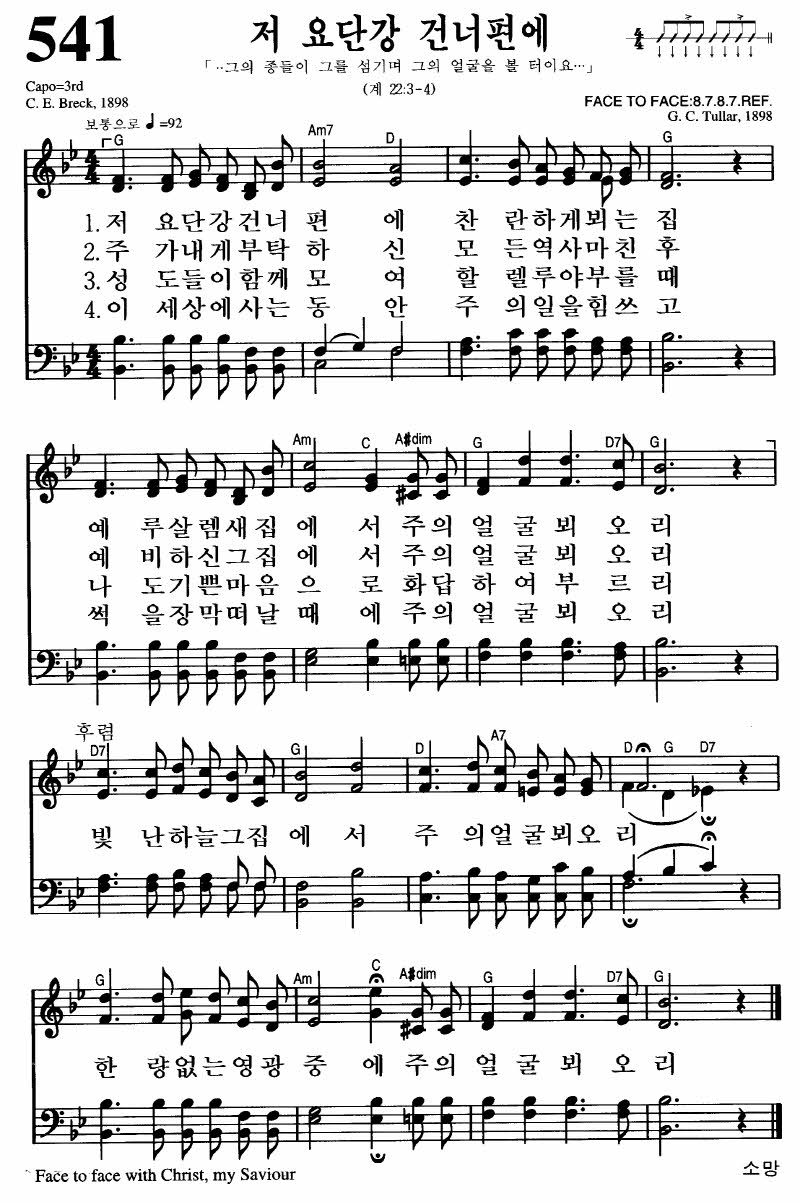 541
저 요단강 건너편에
「··그의 종들이 그를 섬기며 그의 얼굴을 볼 터이요···」
(계 22:3-4)
Capo=3rd
C. E. Breck, 1898
FACE TO FACE:8.7.8.7.REF.
G. C. Tullar, 1898
보통으로 ♩=92
G Am7 D G
1. 저 요단강건너 편 에 찬 란하게뵈는 집
2. 주 가내게부탁 하 신 모 든역사마친 후
3. 성 도들이함께 모 여 할 렐루야부를 때
4. 이 세상에사는 동 안 주 의일을힘쓰 고
Am C A#dim G D7 G
예 루살렘새집 에 서 주의 얼 굴 뵈 오 리
예 비하신그집 에 서 주의 얼 굴 뵈 오 리
나 도기쁜마음 으 로 화답 하 여 부 르 리
썩 을장막떠날 때 에 주의 얼 굴 뵈 오 리
후렴
D7 G D A7 D G D7
빛 난하늘그집 에 서 주 의얼굴뵈오 리
G Am C A#dim G D7 G
한 량없는영광 중 에 주의 얼 굴 뵈 오 리
Face to face with Christ, my Saviour
소망